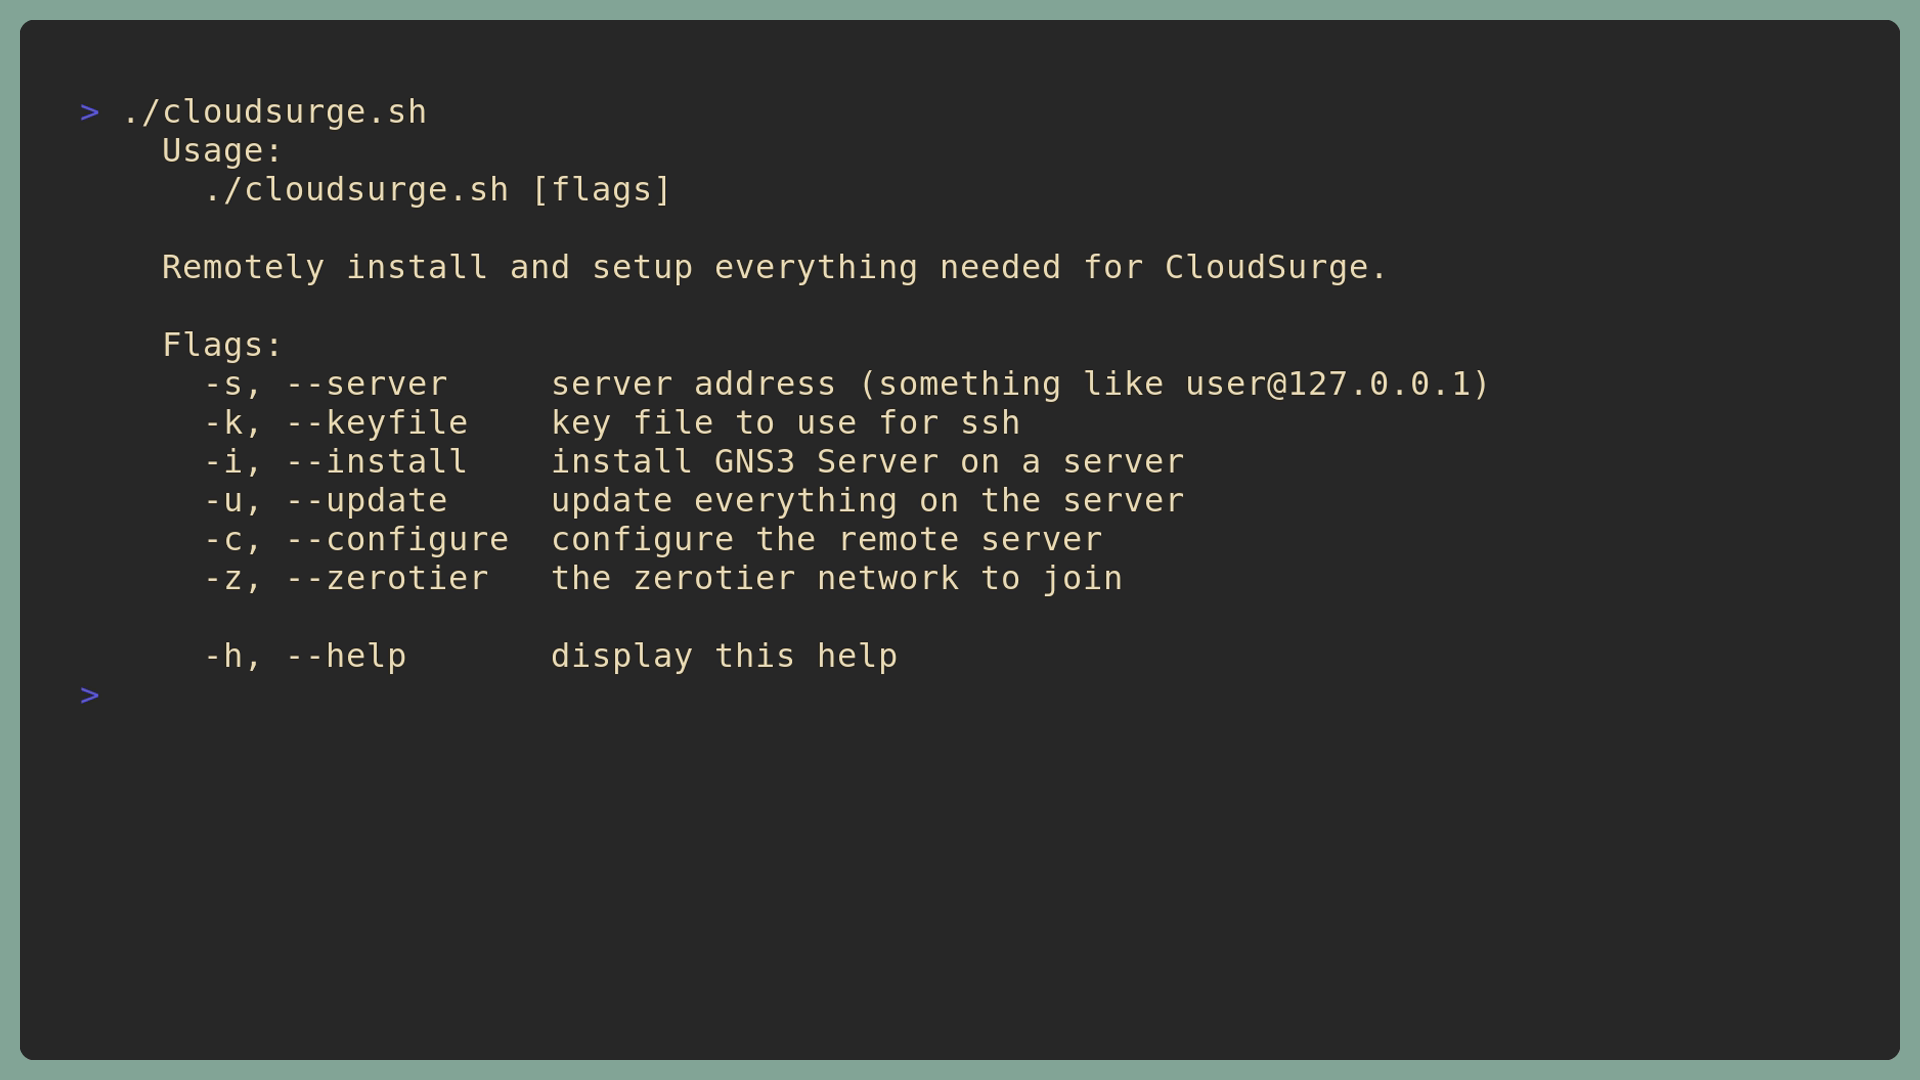 > ./cloudsurge.sh
Usage:
./cloudsurge.sh [flags]
Remotely install and setup everything needed for CloudSurge.
Flags:
-s, --server     server address (something like user@127.0.0.1)
-k, --keyfile    key file to use for ssh
-i, --install    install GNS3 Server on a server
-u, --update     update everything on the server
-c, --configure  configure the remote server
-z, --zerotier   the zerotier network to join
-h, --help       display this help
>